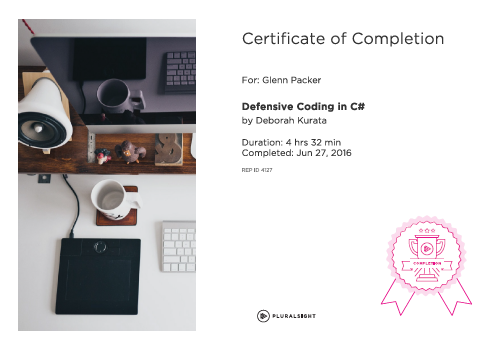 Certificate of Completion
For: Glenn Packer
Defensive Coding in C#
by Deborah Kurata
Duration: 4 hrs 32 min
Completed: Jun 27, 2016
REP ID 4127
COMPLETION
PLURALSIGHT